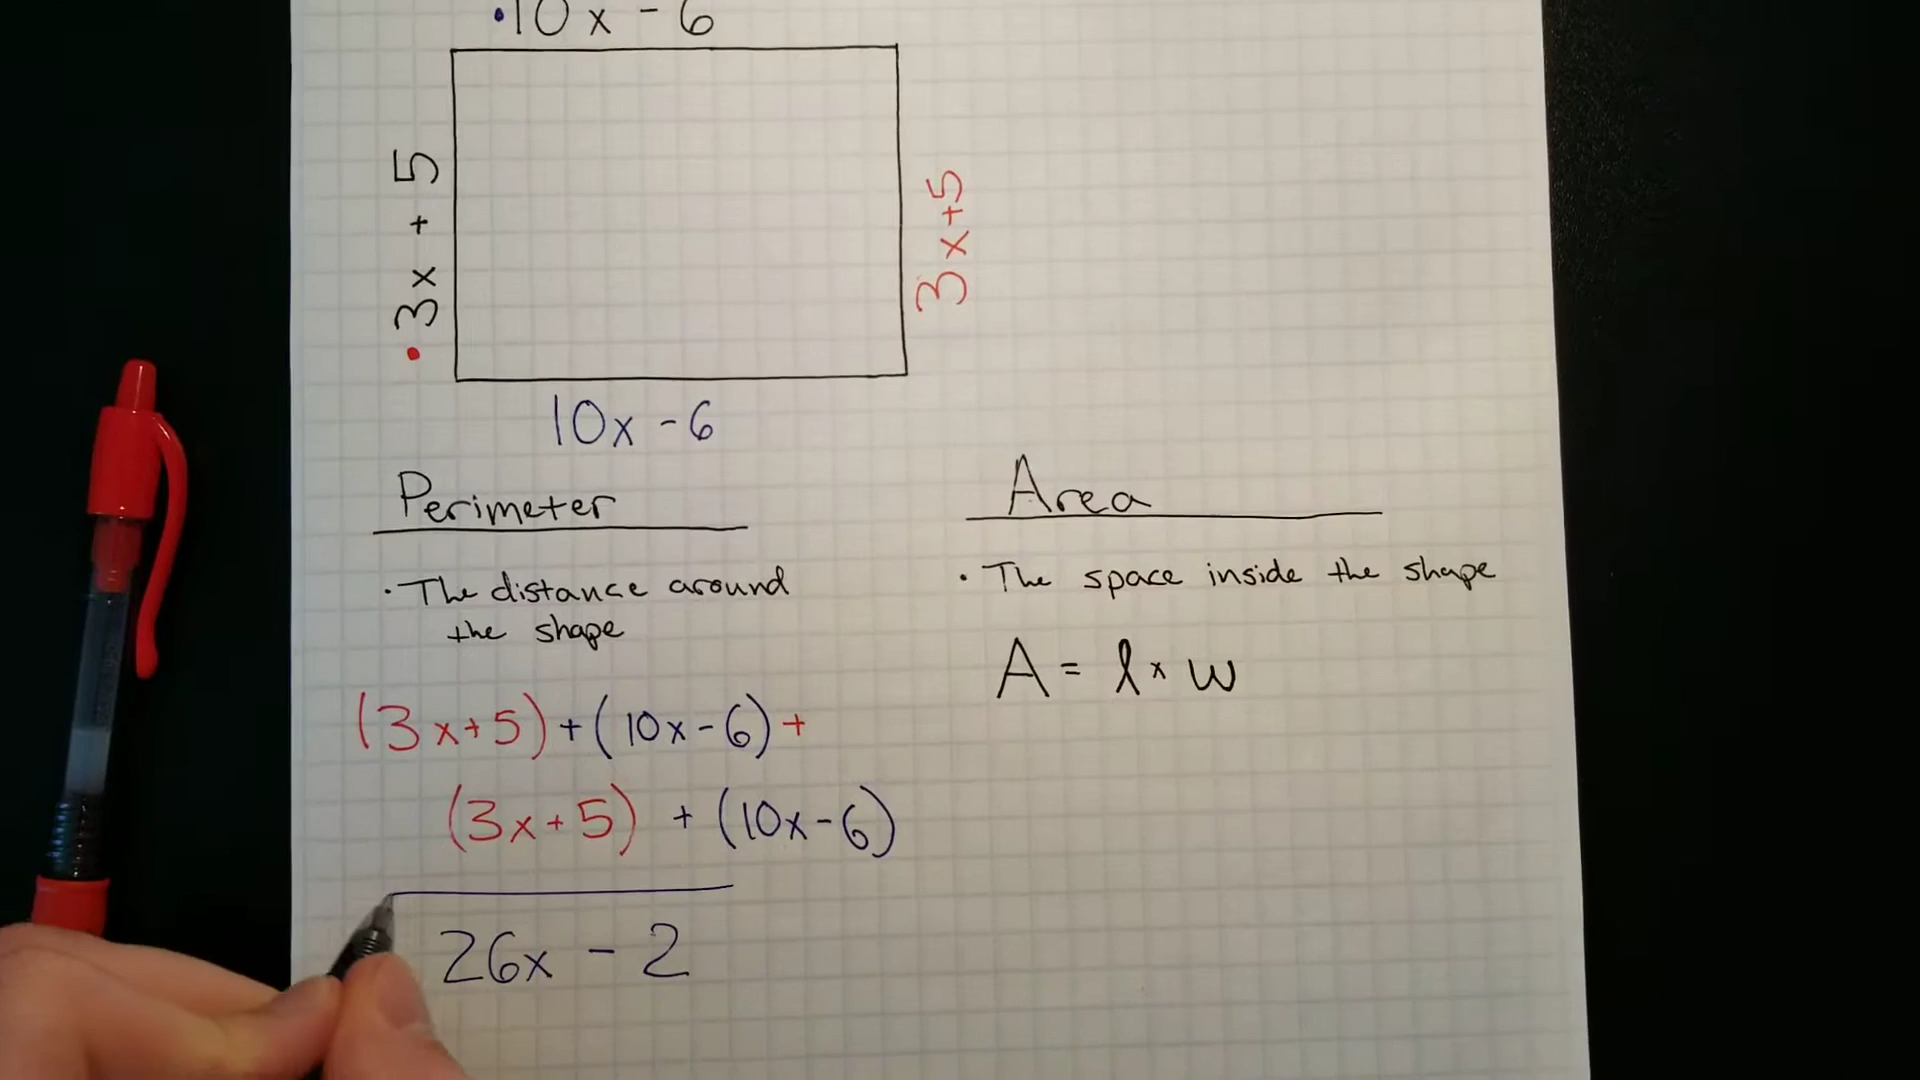 ·10x - 6
·3x + 5
3x+5
10x - 6
Perimeter
· The distance around
the shape
(3x+5)+(10x-6)+
(3x+5) + (10x-6)
26x - 2
Area
· The space inside the shape
A = l × w